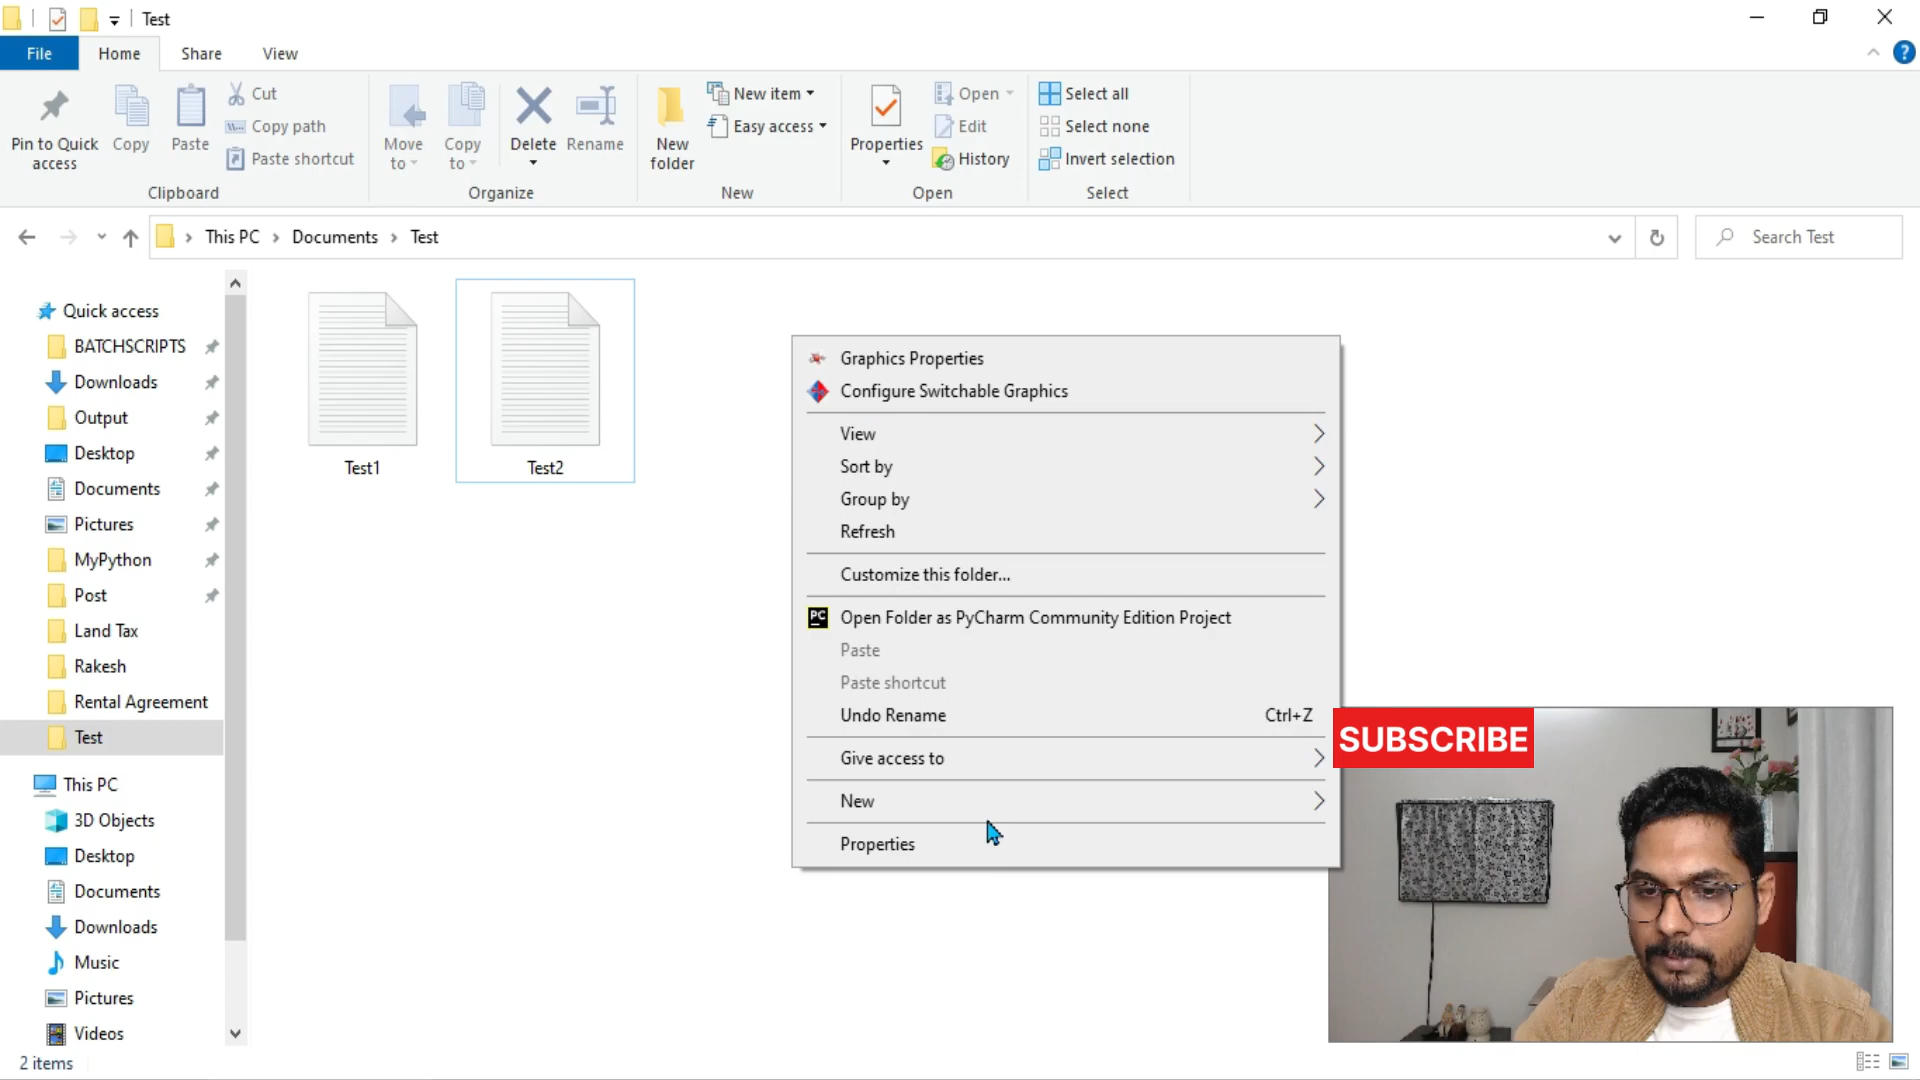 Test
File
Home
Share
View
Pin to Quick access
Copy
Paste
Cut
Copy path
Paste shortcut
Clipboard
Move to
Copy to
Delete
Rename
Organize
New folder
New item
Easy access
New
Properties
Open
Edit
History
Open
Select all
Select none
Invert selection
Select
This PC > Documents > Test
Search Test
Quick access
BATCHSCRIPTS
Downloads
Output
Desktop
Documents
Pictures
MyPython
Post
Land Tax
Rakesh
Rental Agreement
Test
This PC
3D Objects
Desktop
Documents
Downloads
Music
Pictures
Videos
Test1
Test2
Graphics Properties
Configure Switchable Graphics
View
Sort by
Group by
Refresh
Customize this folder...
PC Open Folder as PyCharm Community Edition Project
Paste
Paste shortcut
Undo Rename Ctrl+Z
Give access to
New
Properties
SUBSCRIBE
2 items